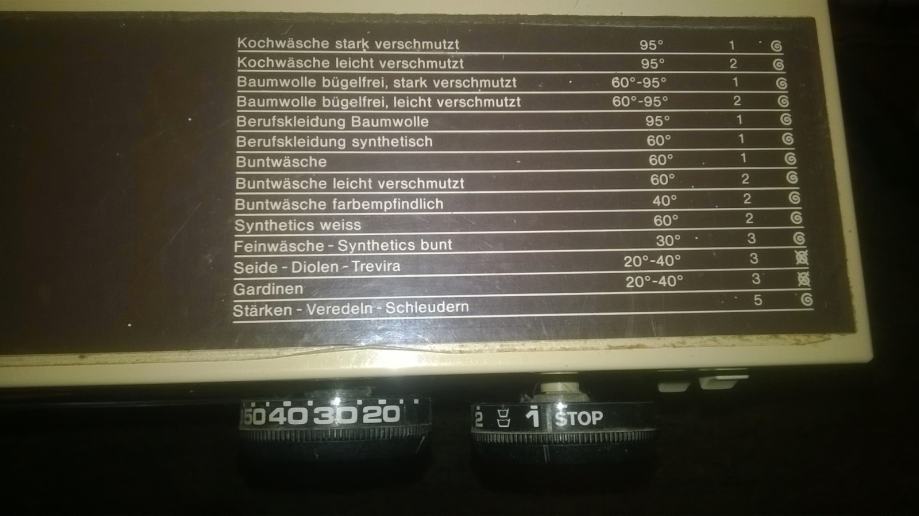 Kochwäsche stark verschmutzt 95° 1
Kochwäsche leicht verschmutzt 95° 2
Baumwolle bügelfrei, stark verschmutzt 60°-95° 1
Baumwolle bügelfrei, leicht verschmutzt 60°-95° 2
Berufskleidung Baumwolle 95° 1
Berufskleidung synthetisch 60° 1
Buntwäsche 60° 1
Buntwäsche leicht verschmutzt 60° 2
Buntwäsche farbempfindlich 40° 2
Synthetics weiss 60° 2
Feinwäsche - Synthetics bunt 30° 3
Seide - Diolen - Trevira 20°-40° 3
Gardinen 20°-40° 3
Stärken - Veredeln - Schleudern 5
50 40 30 20 2 1 STOP